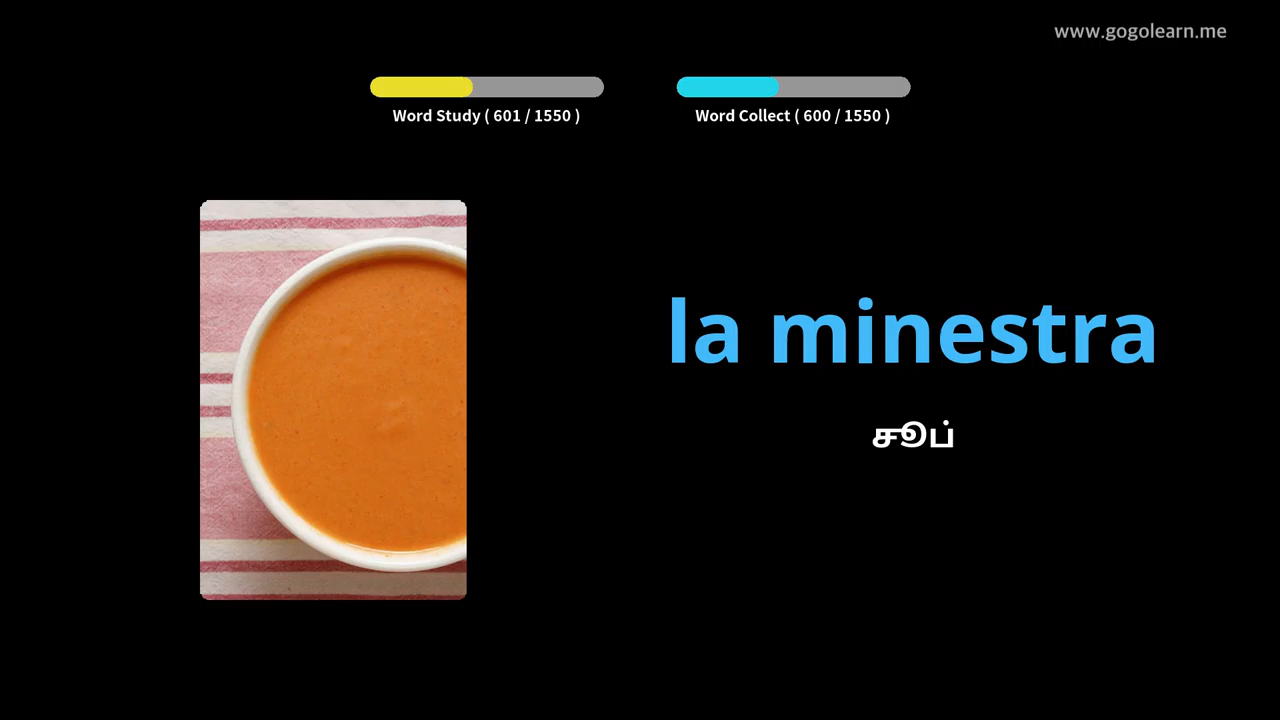 www.gogolearn.me
Word Study ( 601 / 1550 )
Word Collect ( 600 / 1550 )
la minestra
சூப்